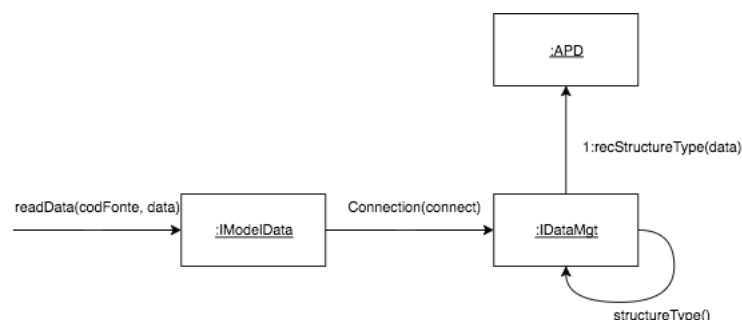 :APD
1:recStructureType(data)
readData(codFonte, data)
:IModelData
Connection(connect)
:IDataMgt
structureType()